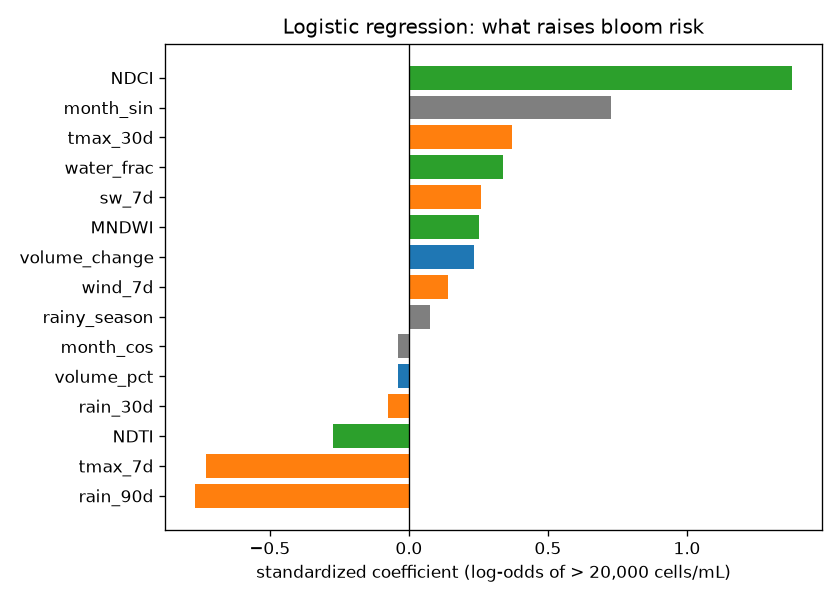 Logistic regression: what raises bloom risk
NDCI
month_sin
tmax_30d
water_frac
sw_7d
MNDWI
volume_change
wind_7d
rainy_season
month_cos
volume_pct
rain_30d
NDTI
tmax_7d
rain_90d
−0.5 0.0 0.5 1.0
standardized coefficient (log-odds of > 20,000 cells/mL)